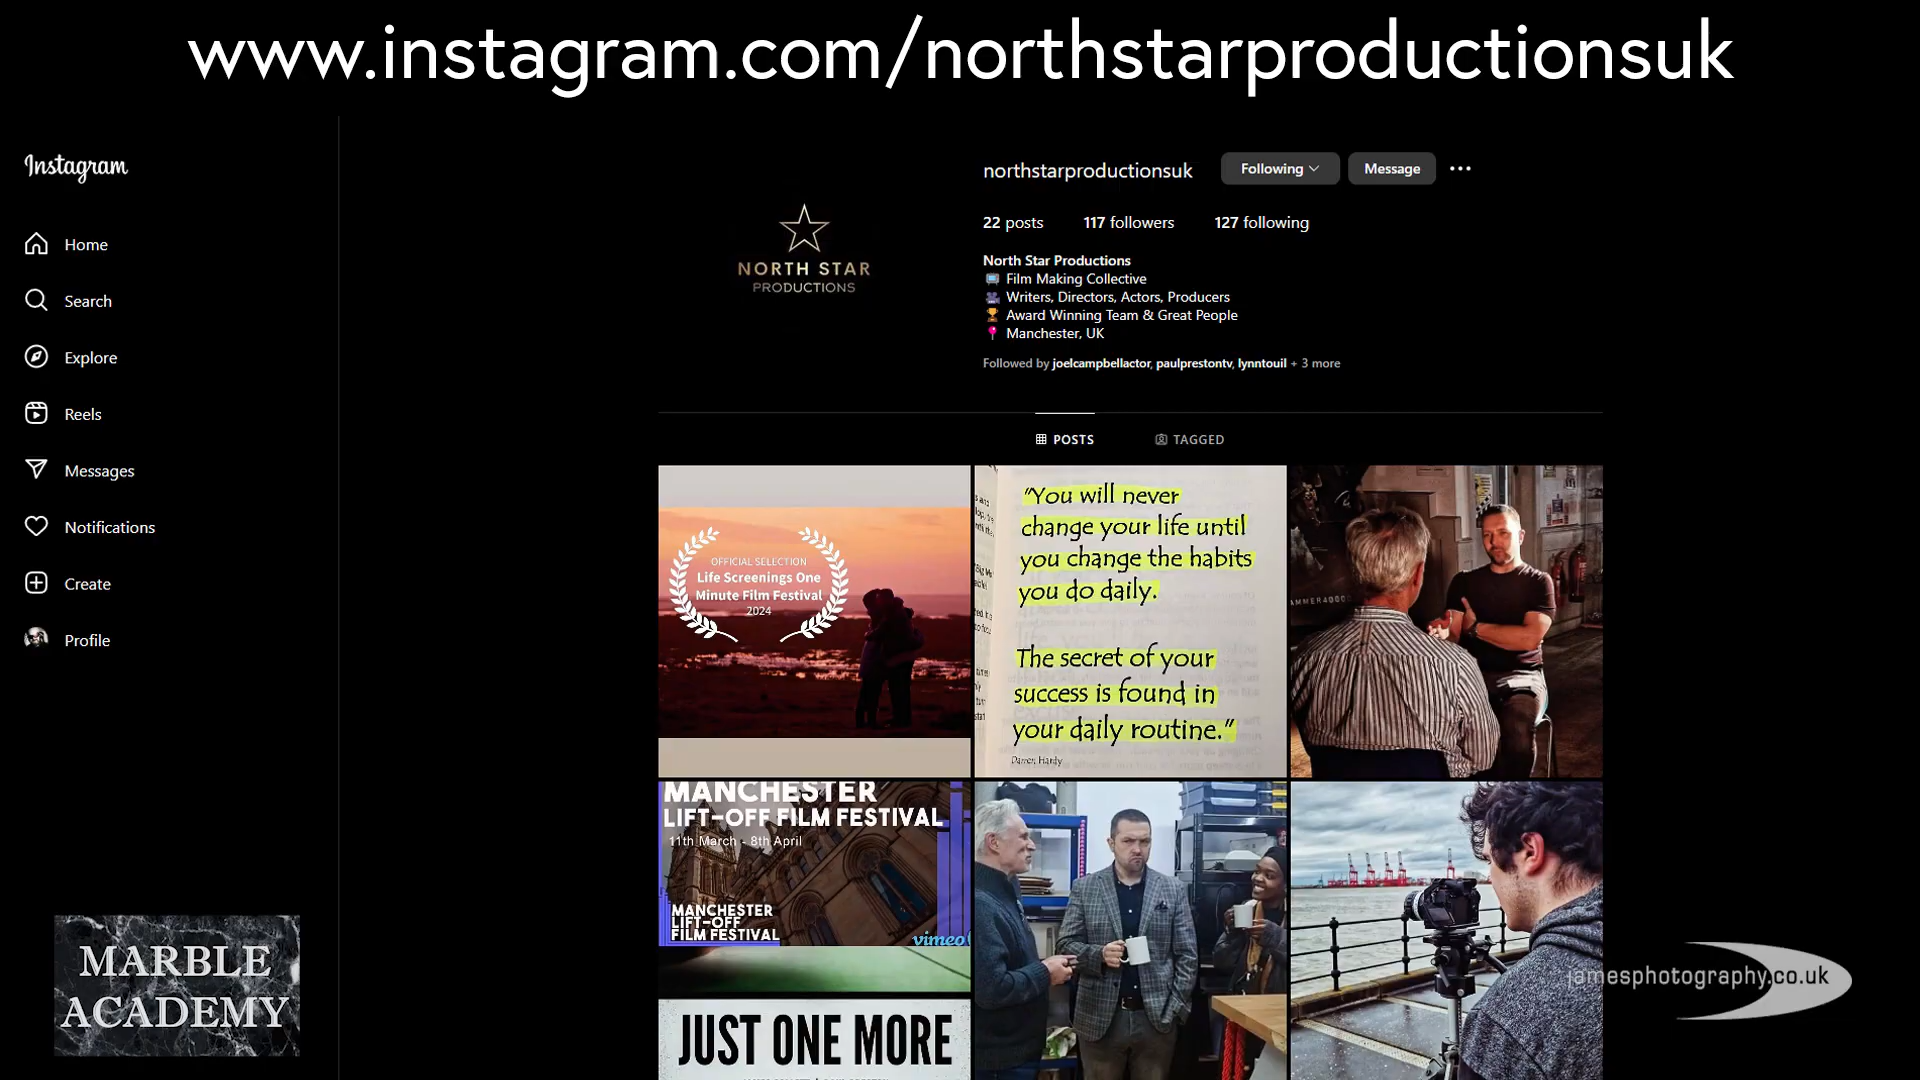 www.instagram.com/northstarproductionsuk
Instagram
Home
Search
Explore
Reels
Messages
Notifications
Create
Profile
northstarproductionsuk
Following
Message
22 posts
117 followers
127 following
North Star Productions
Film Making Collective
Writers, Directors, Actors, Producers
Award Winning Team & Great People
Manchester, UK
Followed by joelcampbellactor, paulprestontv, lynntouil + 3 more
NORTH STAR
PRODUCTIONS
POSTS
TAGGED
OFFICIAL SELECTION
Life Screenings One
Minute Film Festival
2024
"You will never
change your life until
you change the habits
you do daily.
The secret of your
success is found in
your daily routine."
Darren Hardy
MANCHESTER
LIFT-OFF FILM FESTIVAL
11th March - 8th April
MANCHESTER
LIFT-OFF
FILM FESTIVAL
vimeo
JUST ONE MORE
MARBLE
ACADEMY
jamesphotography.co.uk